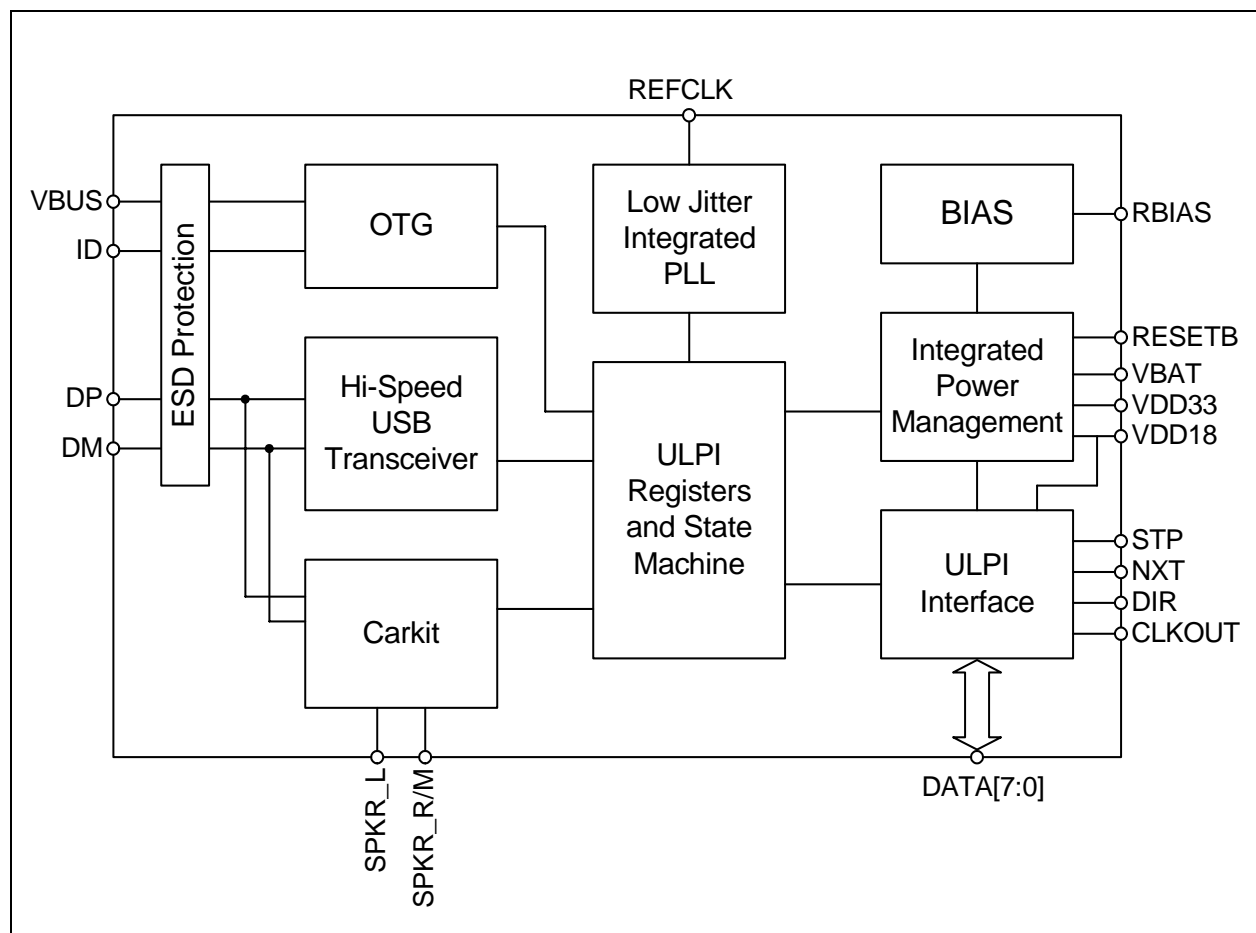 REFCLK
VBUS
ID
DP
DM
ESD Protection
OTG
Hi-Speed
USB
Transceiver
Carkit
SPKR_L
SPKR_R/M
Low Jitter
Integrated
PLL
ULPI
Registers
and State
Machine
BIAS
RBIAS
Integrated
Power
Management
RESETB
VBAT
VDD33
VDD18
ULPI
Interface
STP
NXT
DIR
CLKOUT
DATA[7:0]